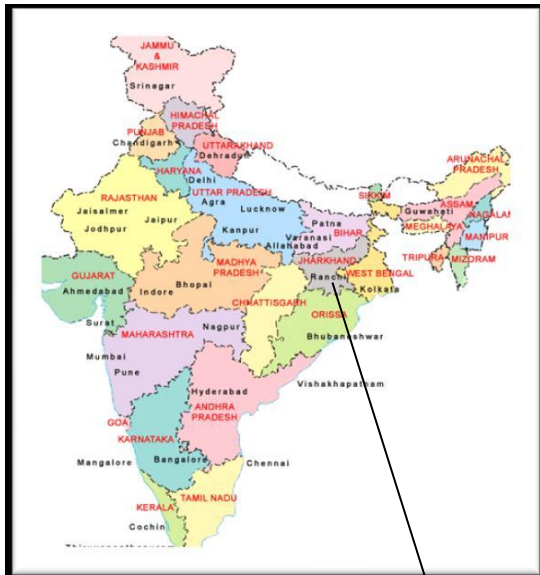 JAMMU
&
KASHMIR
Srinagar
HIMACHAL
PRADESH
PUNJAB
Chandigarh
UTTARAKHAND
Dehradun
HARYANA
Delhi
UTTAR PRADESH
Agra
Lucknow
Kanpur
Allahabad
Varanasi
RAJASTHAN
Jaisalmer
Jaipur
Jodhpur
ARUNACHAL
PRADESH
SIKKIM
ASSAM
Guwahati
NAGALAN
MEGHALAYA
MANIPUR
TRIPURA
MIZORAM
Patna
BIHAR
JHARKHAND
Ranchi
WEST BENGAL
Kolkata
GUJARAT
Ahmedabad
Surat
MADHYA
PRADESH
Bhopal
Indore
CHHATTISGARH
ORISSA
Bhubaneshwar
MAHARASHTRA
Nagpur
Mumbai
Pune
Vishakhapatnam
Hyderabad
ANDHRA
PRADESH
GOA
KARNATAKA
Mangalore
Bangalore
Chennai
TAMIL NADU
KERALA
Cochin